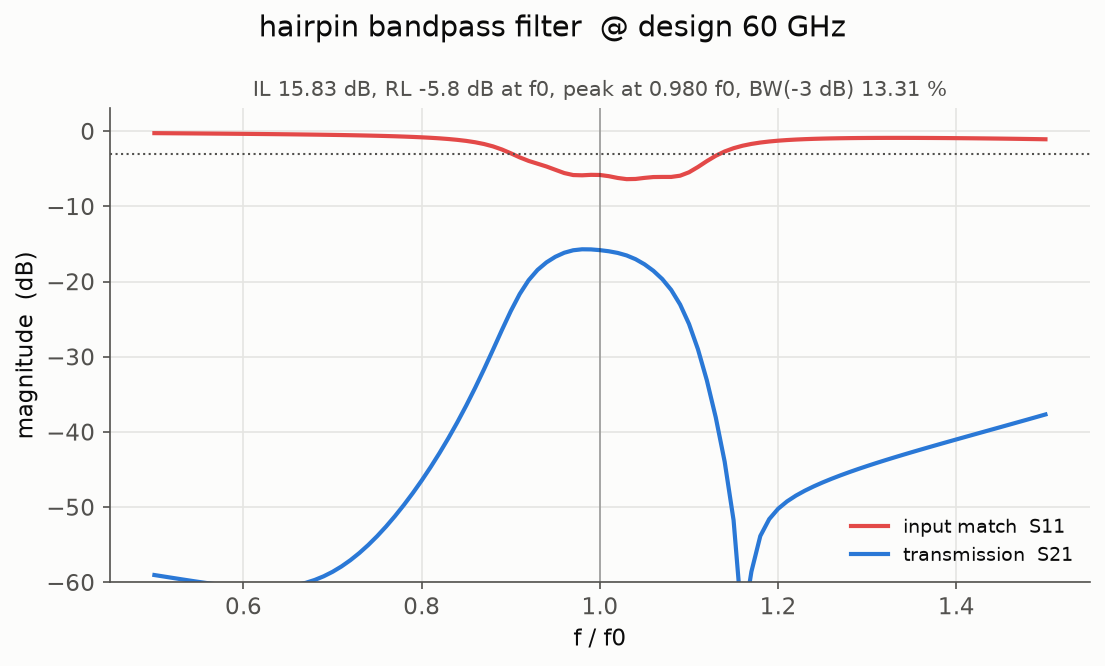 hairpin bandpass filter  @ design 60 GHz
IL 15.83 dB, RL -5.8 dB at f0, peak at 0.980 f0, BW(-3 dB) 13.31 %
magnitude  (dB)
0
−10
−20
−30
−40
−50
−60
input match  S11
transmission  S21
0.6
0.8
1.0
1.2
1.4
f / f0